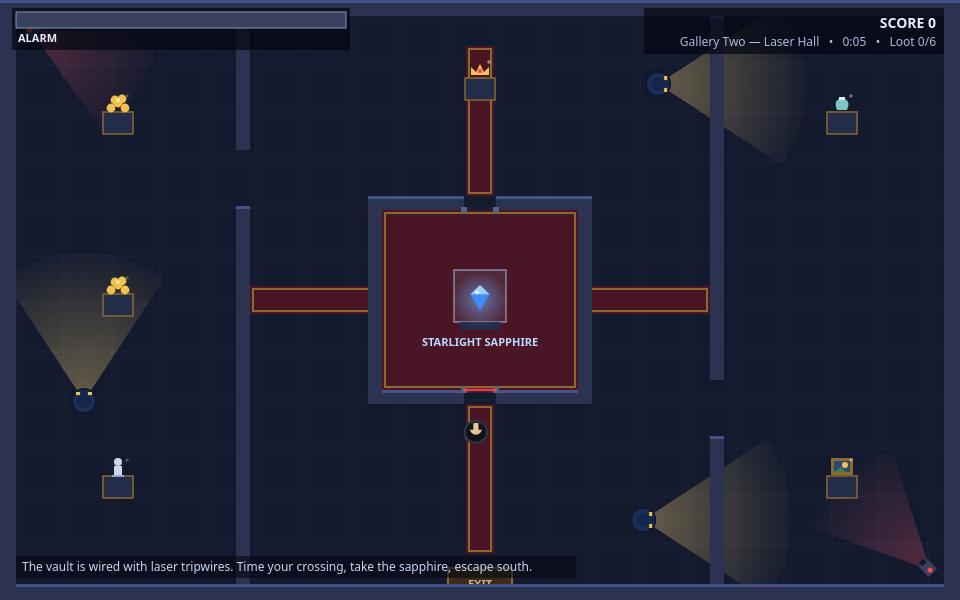 ALARM
SCORE 0
Gallery Two — Laser Hall • 0:05 • Loot 0/6
STARLIGHT SAPPHIRE
The vault is wired with laser tripwires. Time your crossing, take the sapphire, escape south.
EXIT